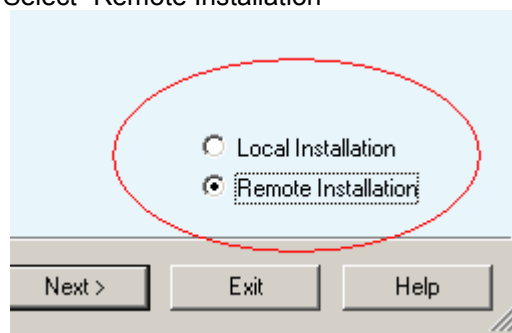 Select "Remote Installation"
Local Installation
Remote Installation
Next >
Exit
Help